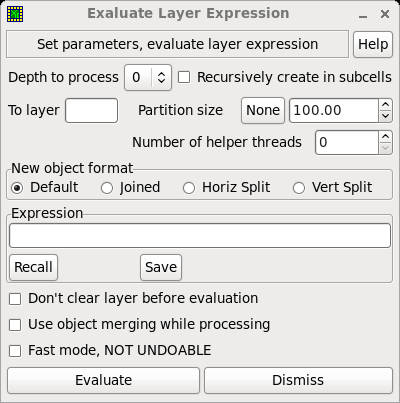 Evaluate Layer Expression
Set parameters, evaluate layer expression Help
Depth to process 0 Recursively create in subcells
To layer Partition size None 100.00
Number of helper threads 0
New object format
Default Joined Horiz Split Vert Split
Expression
Recall Save
Don't clear layer before evaluation
Use object merging while processing
Fast mode, NOT UNDOABLE
Evaluate Dismiss